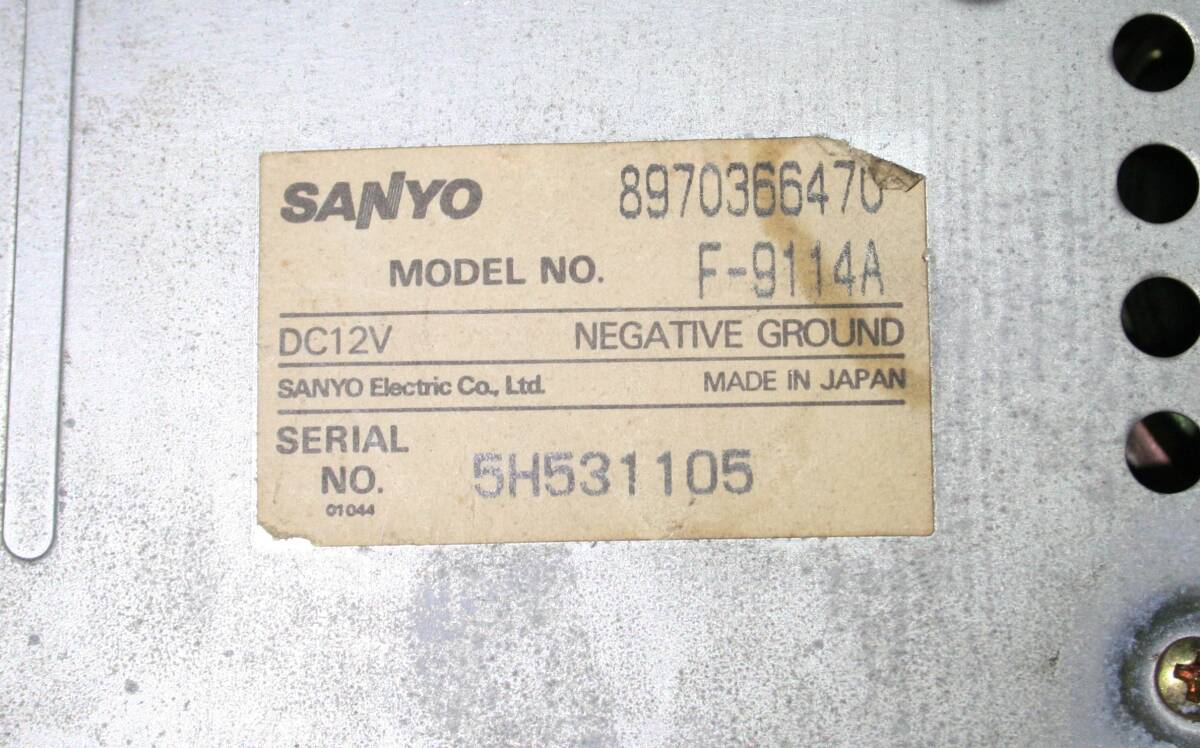 SANYO 8970366470
MODEL NO. F-9114A
DC12V NEGATIVE GROUND
SANYO Electric Co., Ltd. MADE IN JAPAN
SERIAL
NO. 5H531105
01044